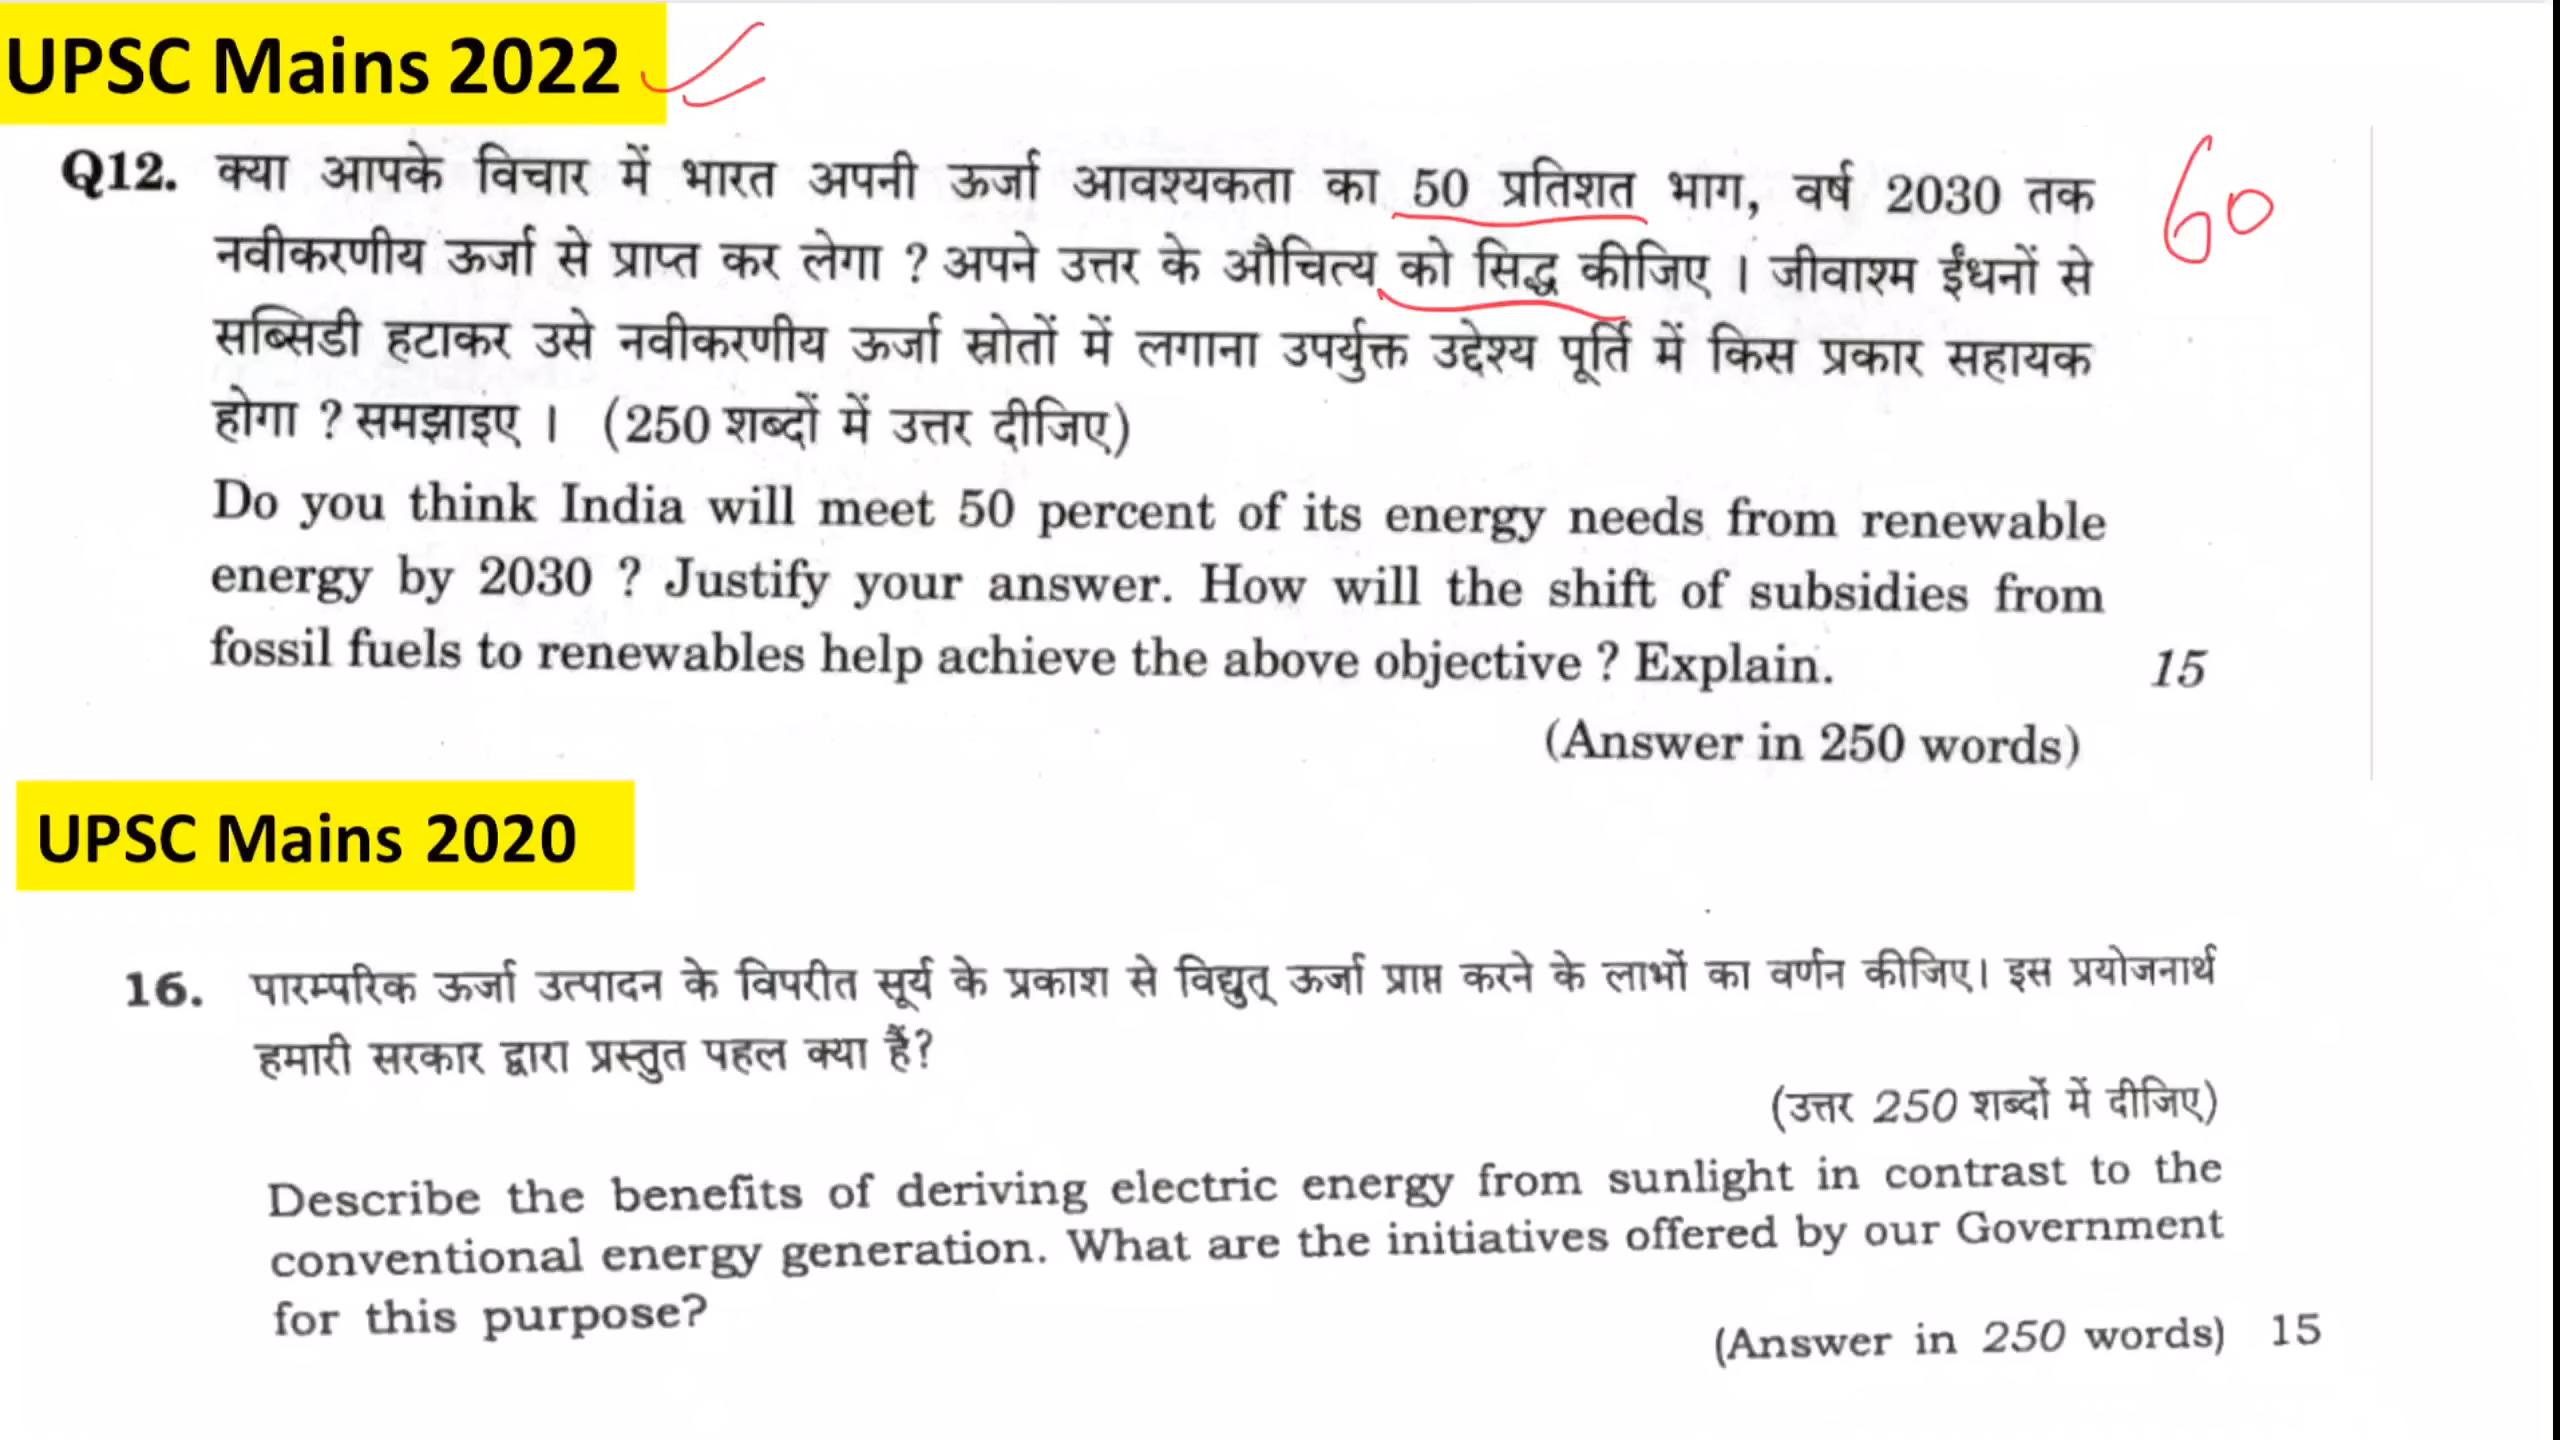 UPSC Mains 2022
Q12. क्या आपके विचार में भारत अपनी ऊर्जा आवश्यकता का 50 प्रतिशत भाग, वर्ष 2030 तक
60
नवीकरणीय ऊर्जा से प्राप्त कर लेगा ? अपने उत्तर के औचित्य को सिद्ध कीजिए । जीवाश्म ईंधनों से
सब्सिडी हटाकर उसे नवीकरणीय ऊर्जा स्रोतों में लगाना उपर्युक्त उद्देश्य पूर्ति में किस प्रकार सहायक
होगा ? समझाइए । (250 शब्दों में उत्तर दीजिए)
Do you think India will meet 50 percent of its energy needs from renewable
energy by 2030 ? Justify your answer. How will the shift of subsidies from
fossil fuels to renewables help achieve the above objective ? Explain. 15
(Answer in 250 words)
UPSC Mains 2020
16. पारम्परिक ऊर्जा उत्पादन के विपरीत सूर्य के प्रकाश से विद्युत् ऊर्जा प्राप्त करने के लाभों का वर्णन कीजिए। इस प्रयोजनार्थ
हमारी सरकार द्वारा प्रस्तुत पहल क्या हैं?
(उत्तर 250 शब्दों में दीजिए)
Describe the benefits of deriving electric energy from sunlight in contrast to the
conventional energy generation. What are the initiatives offered by our Government
for this purpose?
(Answer in 250 words) 15